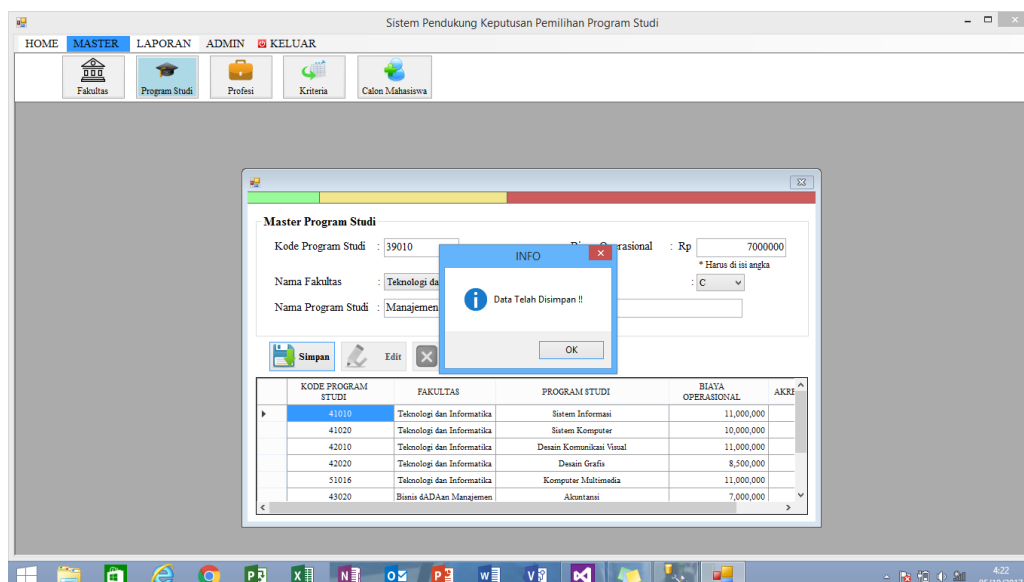 Sistem Pendukung Keputusan Pemilihan Program Studi
HOME MASTER LAPORAN ADMIN KELUAR
Fakultas Program Studi Profesi Kriteria Calon Mahasiswa
Master Program Studi
Kode Program Studi : 39010 rasional : Rp 7000000
* Harus di isi angka
Nama Fakultas : Teknologi da : C
Nama Program Studi : Manajemen
INFO
Data Telah Disimpan !!
OK
Simpan Edit
KODE PROGRAM STUDI FAKULTAS PROGRAM STUDI BIAYA OPERASIONAL AKRE
41010 Teknologi dan Informatika Sistem Informasi 11,000,000
41020 Teknologi dan Informatika Sistem Komputer 10,000,000
42010 Teknologi dan Informatika Desain Komunikasi Visual 11,000,000
42020 Teknologi dan Informatika Desain Grafis 8,500,000
51016 Teknologi dan Informatika Komputer Multimedia 11,000,000
43020 Bisnis dADAan Manajemen Akuntansi 7,000,000
4:22